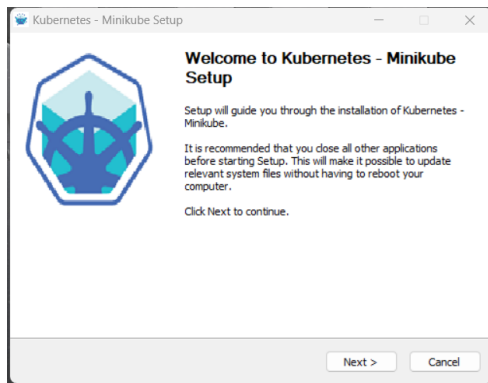 Kubernetes - Minikube Setup
Welcome to Kubernetes - Minikube
Setup
Setup will guide you through the installation of Kubernetes -
Minikube.
It is recommended that you close all other applications
before starting Setup. This will make it possible to update
relevant system files without having to reboot your
computer.
Click Next to continue.
Next >
Cancel